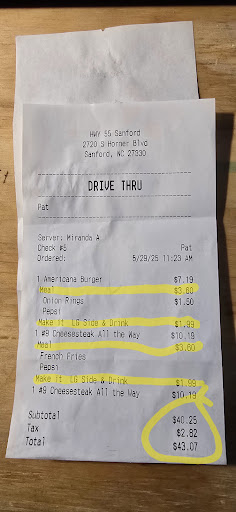 HWY 55 Sanford
2720 S Horner Blvd
Sanford, NC 27330
DRIVE THRU
Pat
Server: Miranda A
Check #5 Pat
Ordered: 5/29/25 11:23 AM
1 Americana Burger $7.19
Meal $3.60
Onion Rings $1.50
Pepsi
Make it LG Side & Drink $1.99
1 #9 Cheesesteak All the Way $10.19
Meal $3.60
French Fries
Pepsi
Make it LG Side & Drink $1.99
1 #9 Cheesesteak All the Way $10.19
Subtotal $40.25
Tax $2.82
Total $43.07